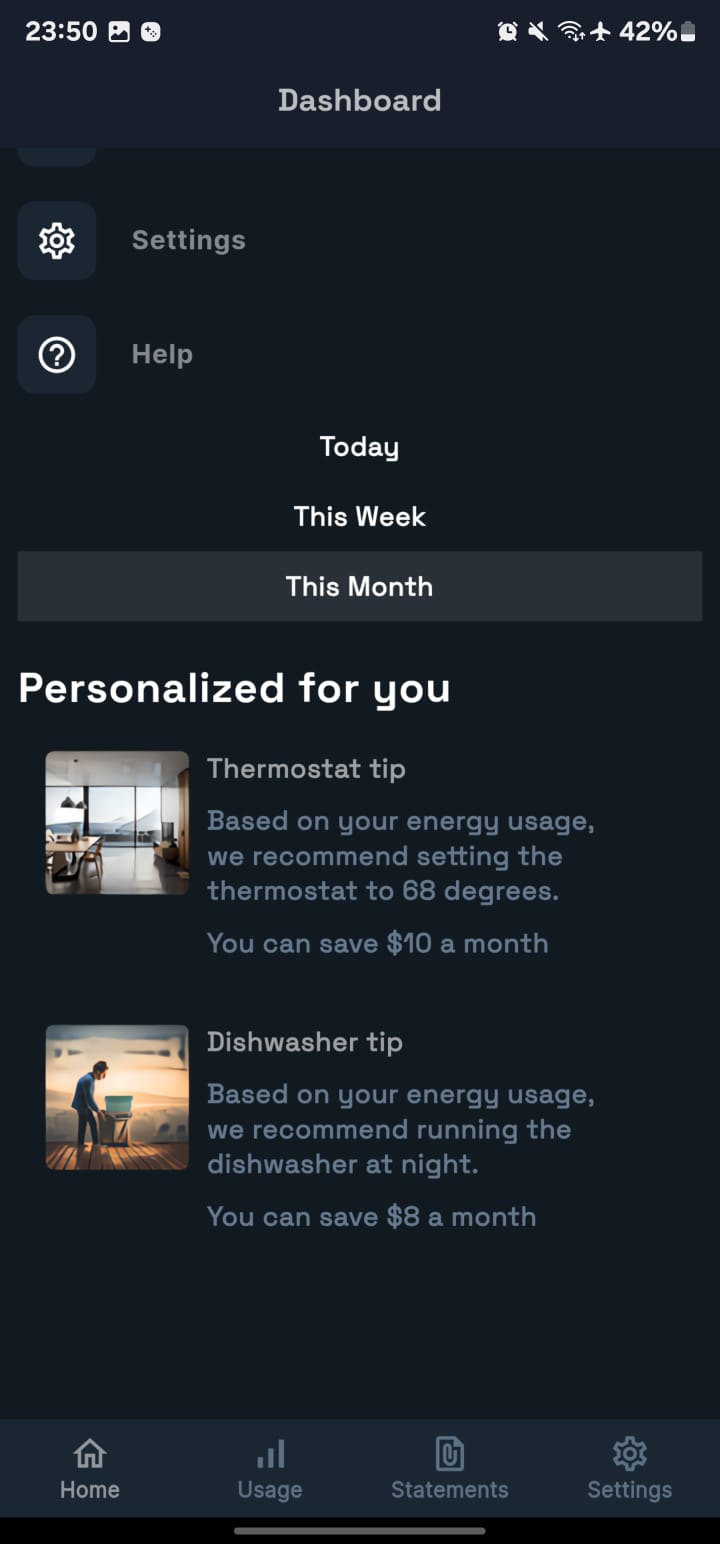 23:50
42%
Dashboard
Settings
Help
Today
This Week
This Month
Personalized for you
Thermostat tip
Based on your energy usage,
we recommend setting the
thermostat to 68 degrees.
You can save $10 a month
Dishwasher tip
Based on your energy usage,
we recommend running the
dishwasher at night.
You can save $8 a month
Home
Usage
Statements
Settings